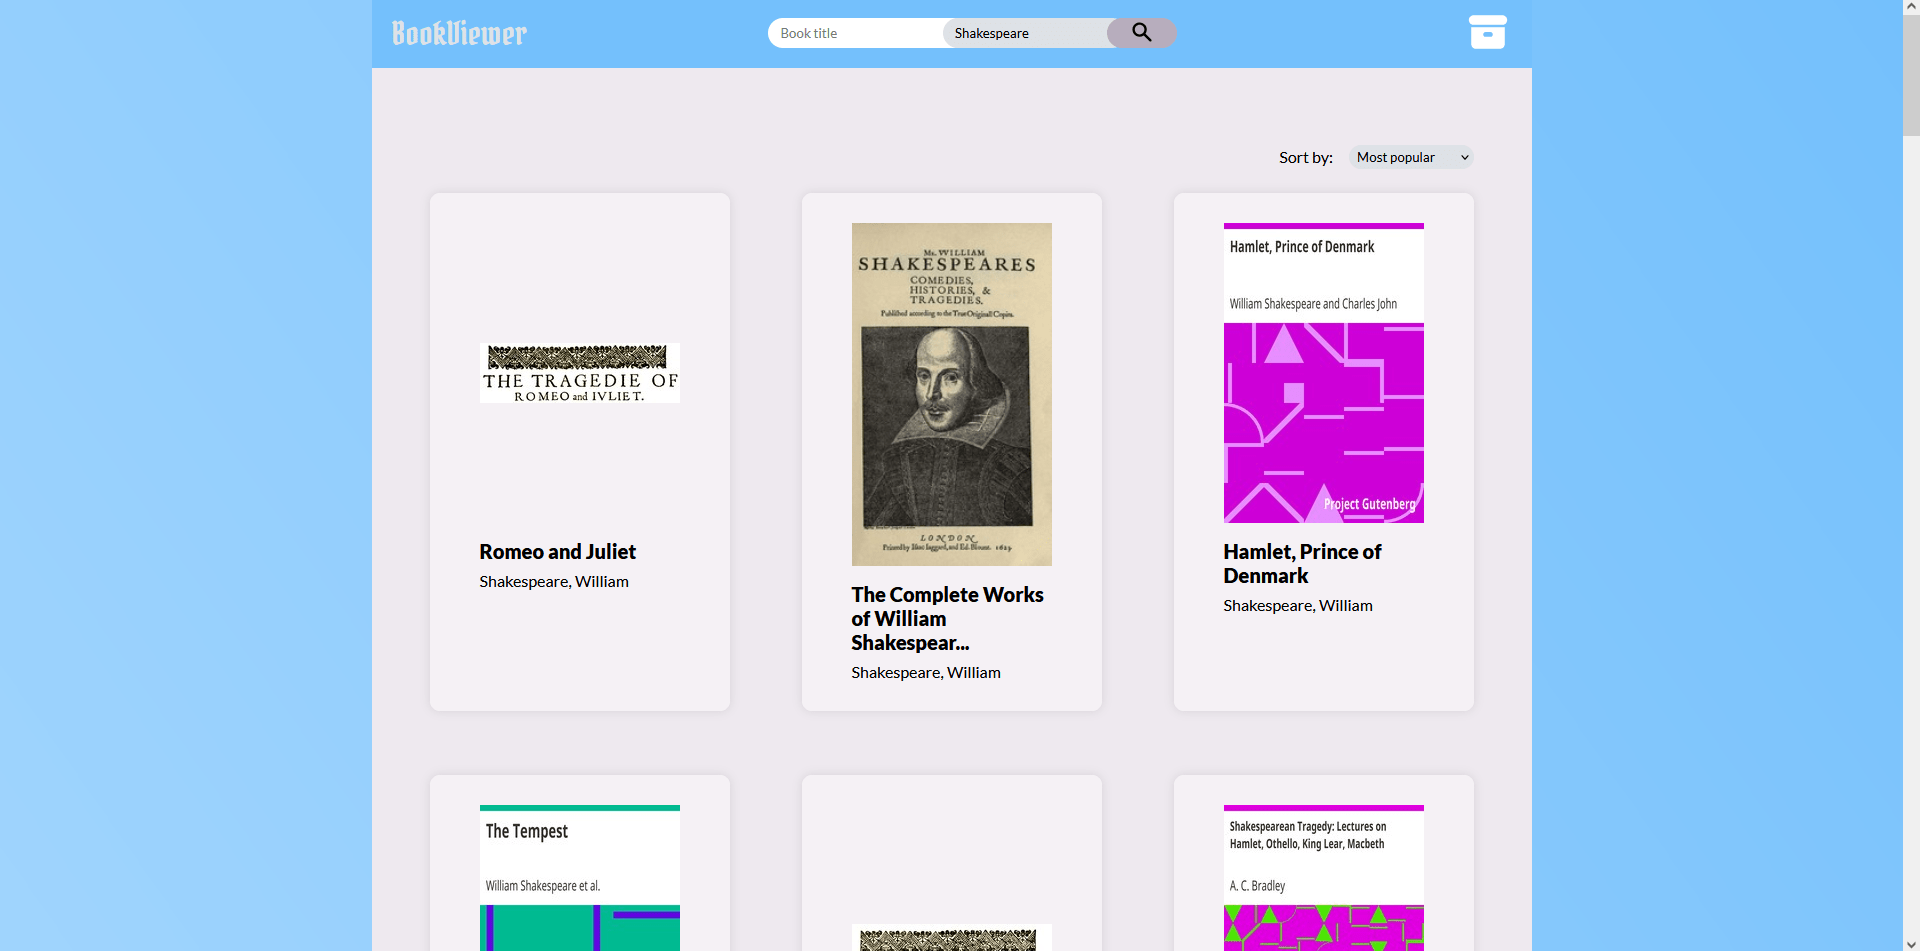 BookViewer
Book title
Shakespeare
Sort by:
Most popular
THE TRAGEDIE OF
ROMEO and IVLIET.
Romeo and Juliet
Shakespeare, William
Mr. WILLIAM
SHAKESPEARES
COMEDIES,
HISTORIES, &
TRAGEDIES.
Published according to the True Originall Copies.
LONDON
Printed by Isaac Iaggard, and Ed. Blount. 1623
The Complete Works
of William
Shakespear...
Shakespeare, William
Hamlet, Prince of Denmark
William Shakespeare and Charles John
Project Gutenberg
Hamlet, Prince of
Denmark
Shakespeare, William
The Tempest
William Shakespeare et al.
Shakespearean Tragedy: Lectures on
Hamlet, Othello, King Lear, Macbeth
A. C. Bradley